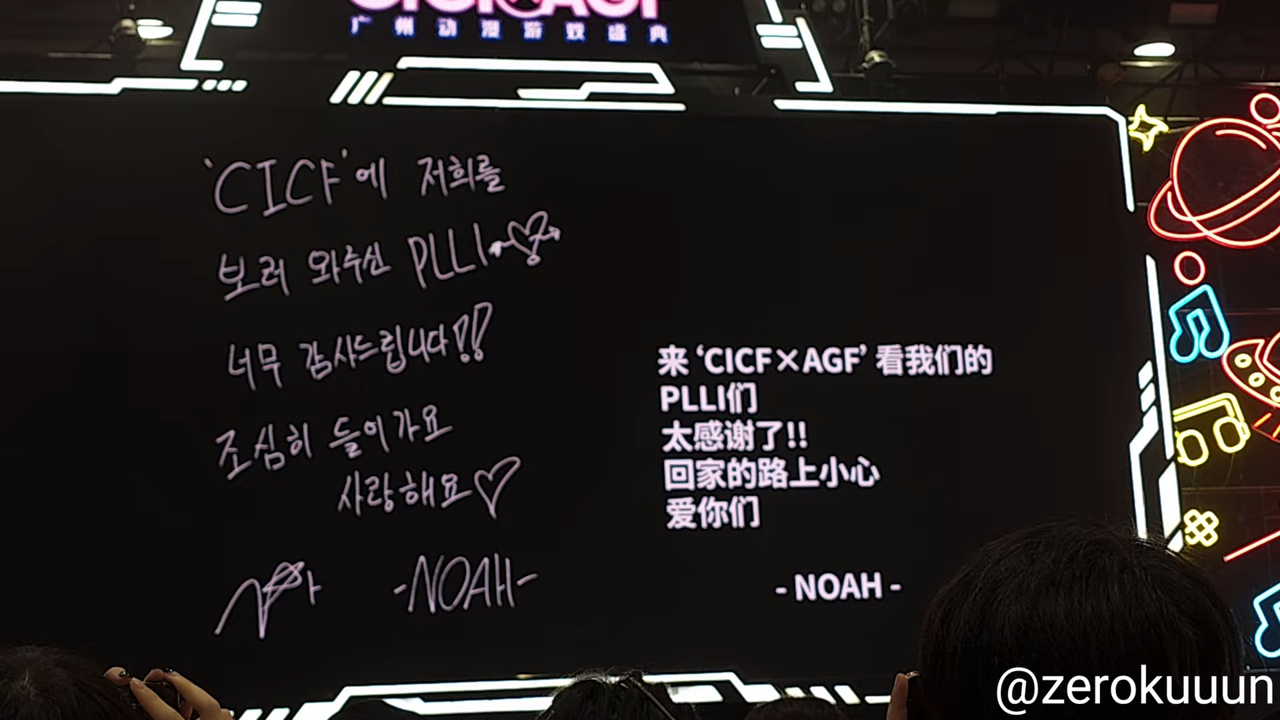 CICF×AGF
广州动漫游戏盛典
'CICF'에 저희를
보러 와주신 PLLI
너무 감사드립니다!!
조심히 들어가요
사랑해요♡
-NOAH-
来 ‘CICF×AGF’ 看我们的
PLLI们
太感谢了!!
回家的路上小心
爱你们
- NOAH -
@zerokuuun